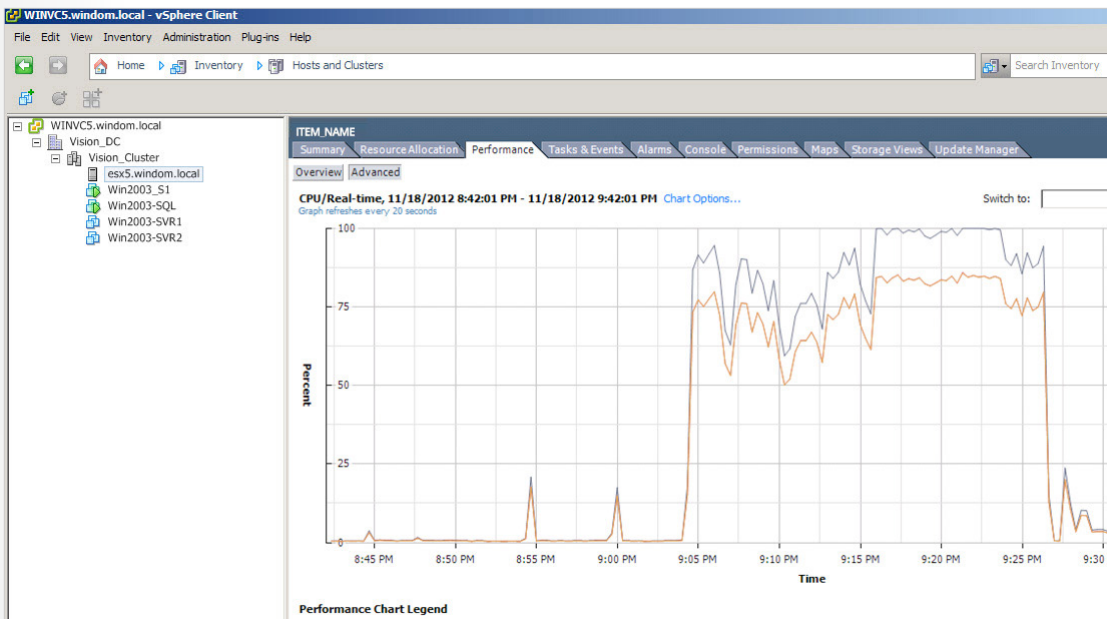 WINVC5.windom.local - vSphere Client
File Edit View Inventory Administration Plug-ins Help
Home Inventory Hosts and Clusters Search Inventory
WINVC5.windom.local
Vision_DC
Vision_Cluster
esx5.windom.local
Win2003_S1
Win2003-SQL
Win2003-SVR1
Win2003-SVR2
ITEM_NAME
Summary Resource Allocation Performance Tasks & Events Alarms Console Permissions Maps Storage Views Update Manager
Overview Advanced
CPU/Real-time, 11/18/2012 8:42:01 PM - 11/18/2012 9:42:01 PM Chart Options... Switch to:
Graph refreshes every 20 seconds
100
75
Percent
50
25
0
8:45 PM 8:50 PM 8:55 PM 9:00 PM 9:05 PM 9:10 PM 9:15 PM 9:20 PM 9:25 PM 9:30
Time
Performance Chart Legend